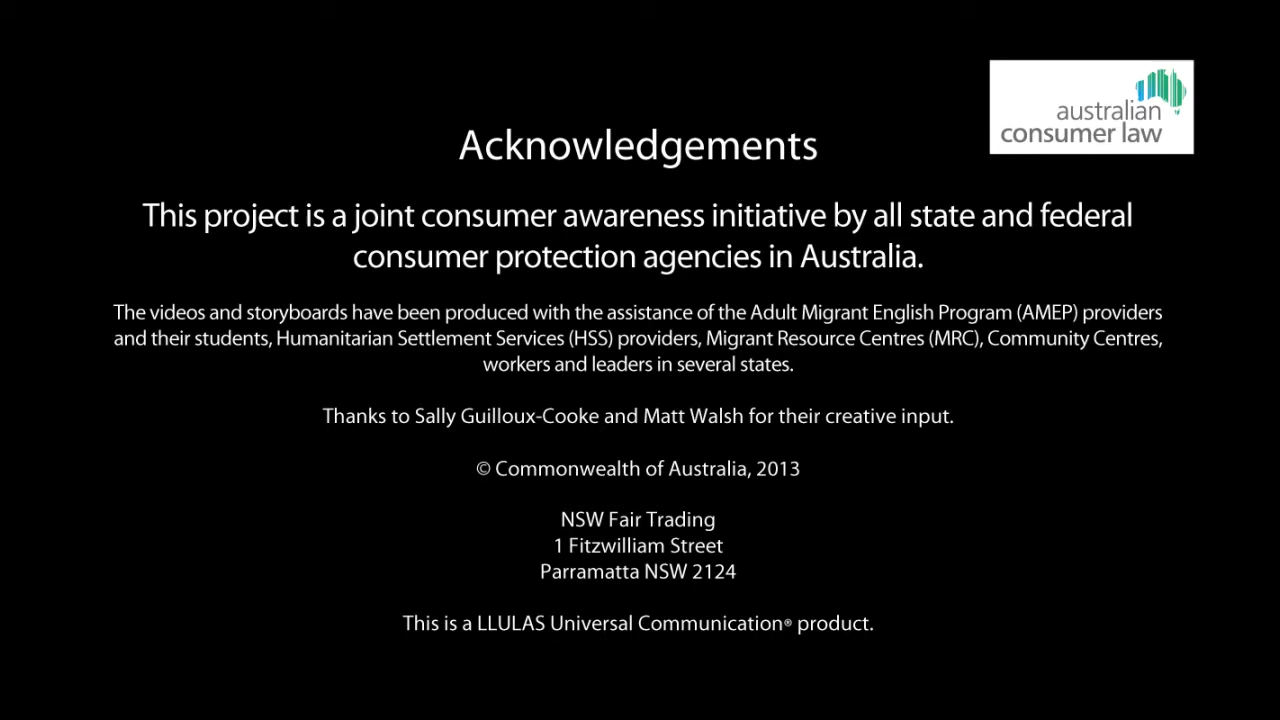 australian
consumer law
Acknowledgements
This project is a joint consumer awareness initiative by all state and federal
consumer protection agencies in Australia.
The videos and storyboards have been produced with the assistance of the Adult Migrant English Program (AMEP) providers
and their students, Humanitarian Settlement Services (HSS) providers, Migrant Resource Centres (MRC), Community Centres,
workers and leaders in several states.
Thanks to Sally Guilloux-Cooke and Matt Walsh for their creative input.
© Commonwealth of Australia, 2013
NSW Fair Trading
1 Fitzwilliam Street
Parramatta NSW 2124
This is a LLULAS Universal Communication® product.